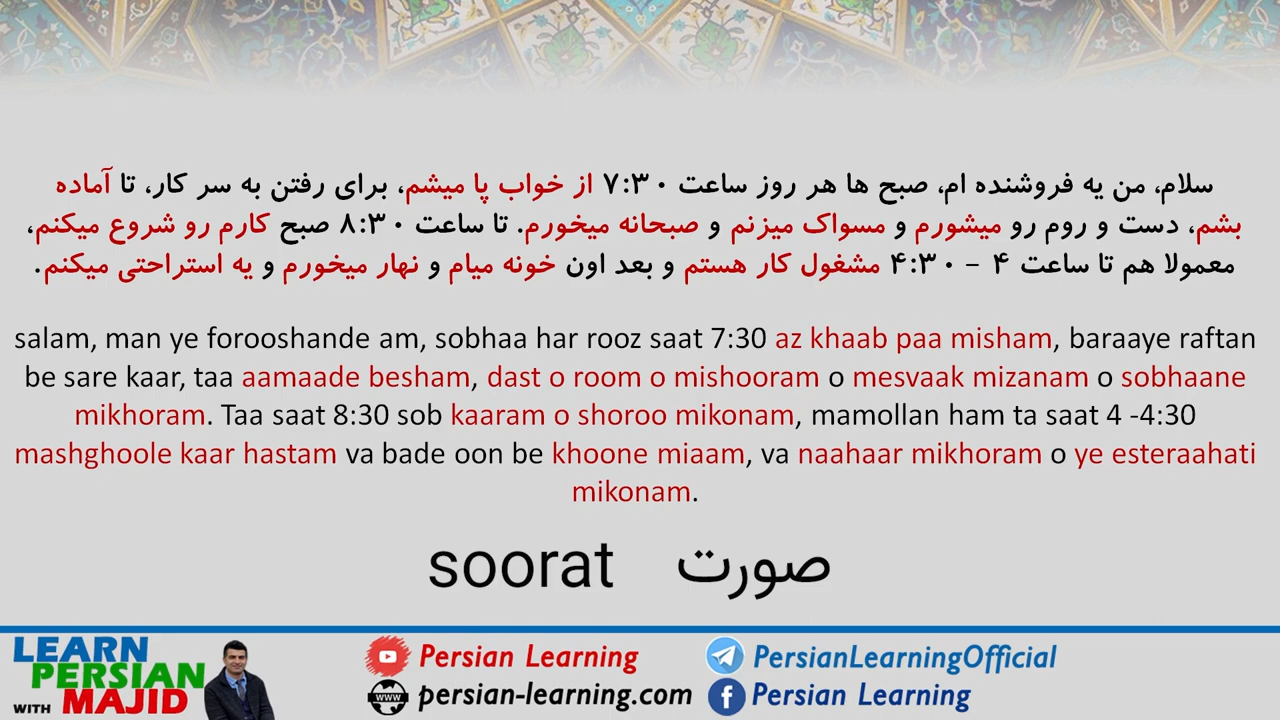 سلام، من یه فروشنده ام، صبح ها هر روز ساعت ۷:۳۰ از خواب پا میشم، برای رفتن به سر کار، تا آماده
بشم، دست و روم رو میشورم و مسواک میزنم و صبحانه میخورم. تا ساعت ۸:۳۰ صبح کارم رو شروع میکنم،
معمولا هم تا ساعت ۴ – ۴:۳۰ مشغول کار هستم و بعد اون خونه میام و نهار میخورم و یه استراحتی میکنم.
salam, man ye forooshande am, sobhaa har rooz saat 7:30 az khaab paa misham, baraaye raftan
be sare kaar, taa aamaade besham, dast o room o mishooram o mesvaak mizanam o sobhaane
mikhoram. Taa saat 8:30 sob kaaram o shoroo mikonam, mamollan ham ta saat 4 -4:30
mashghoole kaar hastam va bade oon be khoone miaam, va naahaar mikhoram o ye esteraahati
mikonam.
soorat صورت
LEARN
PERSIAN
WITH MAJID
Persian Learning
PersianLearningOfficial
www
persian-learning.com
Persian Learning